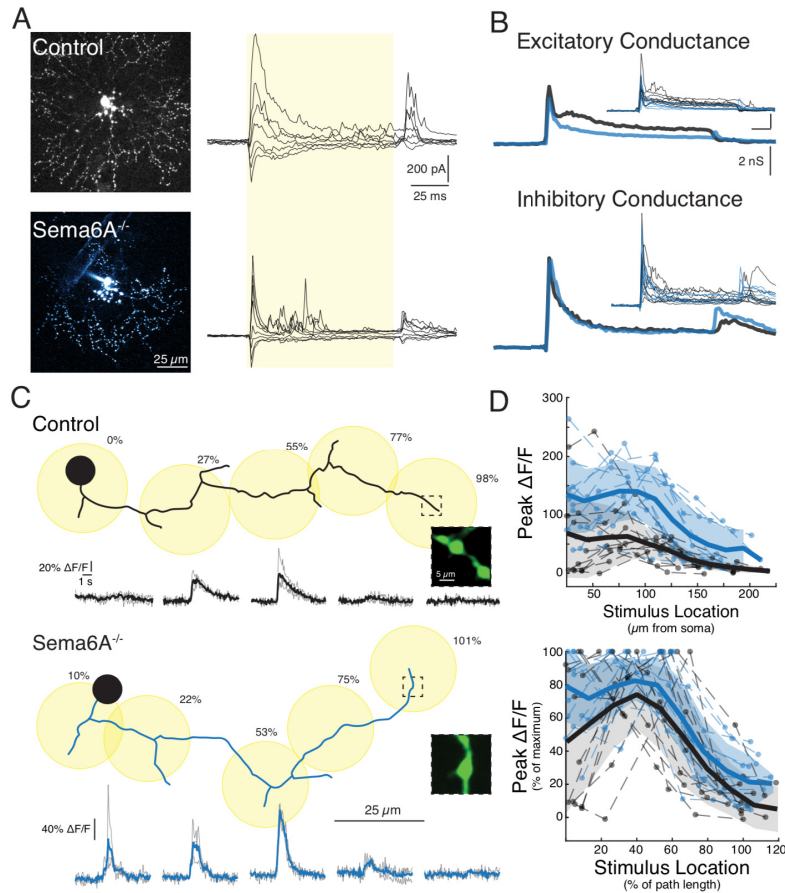 A
Control
Sema6A-/-
25 µm
200 pA
25 ms
B
Excitatory Conductance
2 nS
Inhibitory Conductance
C
Control
0%
27%
55%
77%
98%
20% ΔF/F
1 s
5 µm
Sema6A-/-
10%
22%
53%
75%
101%
40% ΔF/F
25 µm
D
300
200
100
0
Peak ΔF/F
50 75 100 125 150 175 200
Stimulus Location
(µm from soma)
100
80
60
40
20
0
Peak ΔF/F
(% of maximum)
20 40 60 80 100 120
Stimulus Location
(% of path length)